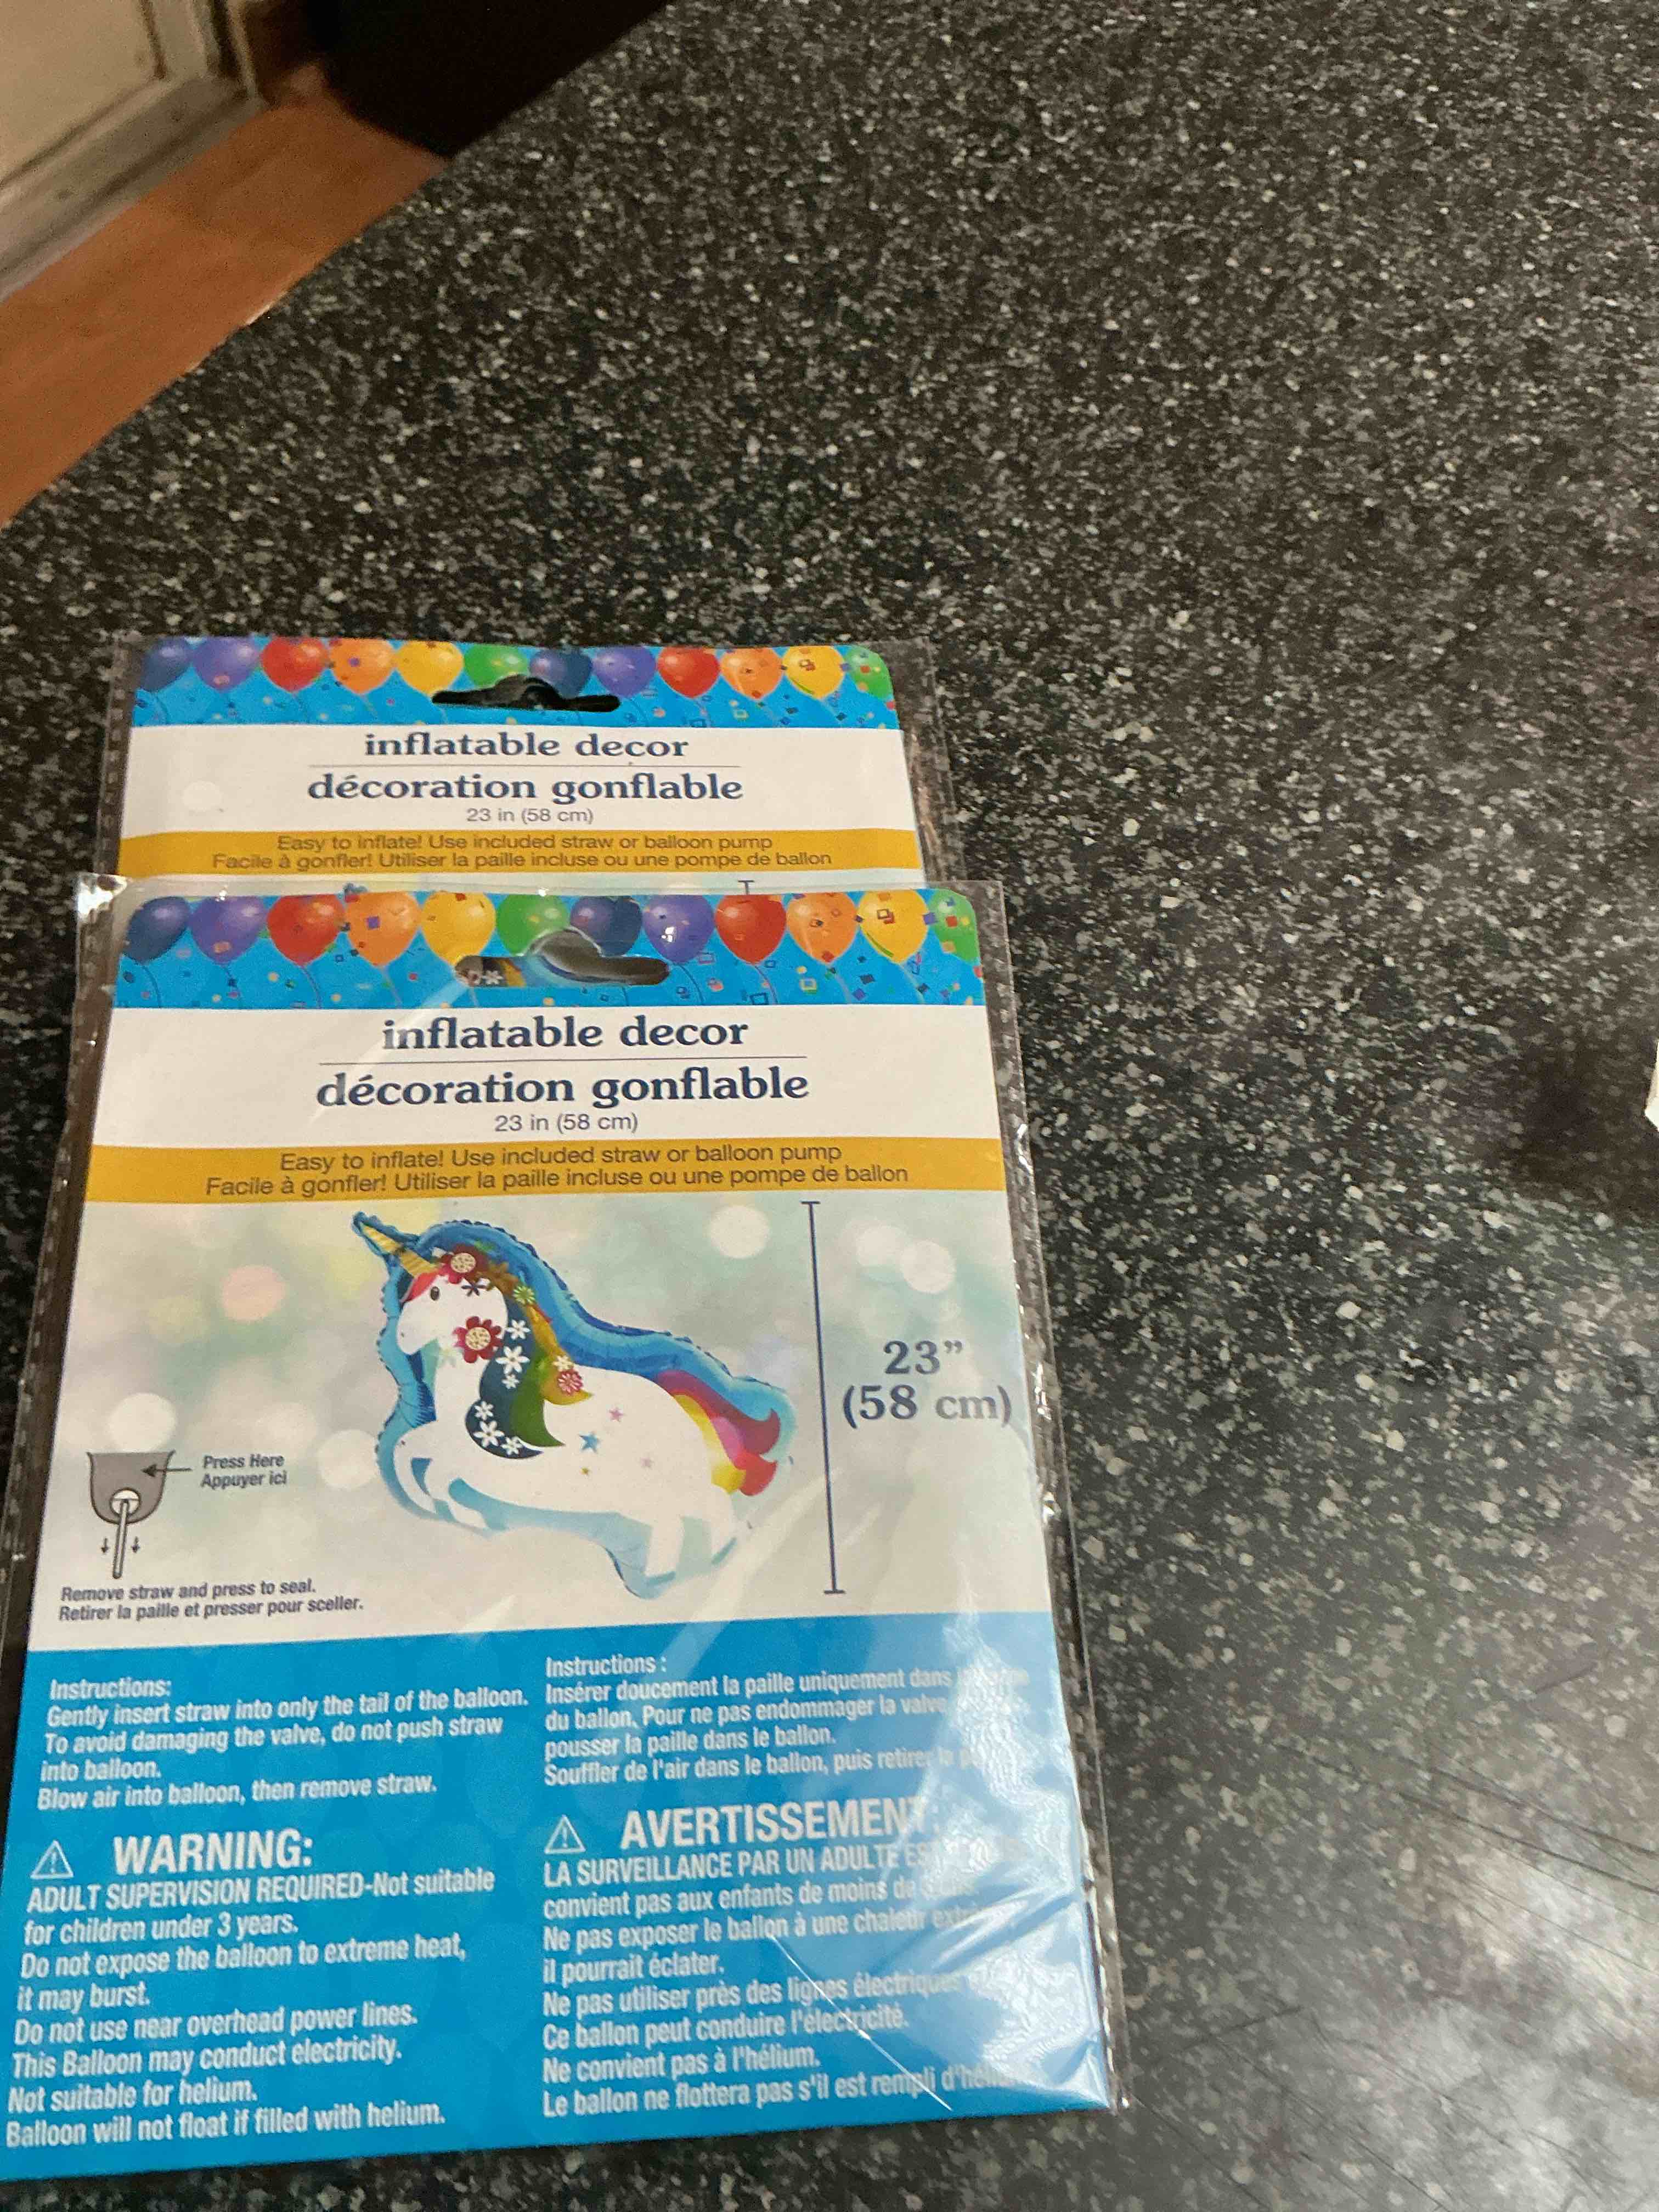 inflatable decor
décoration gonflable
23 in (58 cm)
Easy to inflate! Use included straw or balloon pump
Facile à gonfler! Utiliser la paille incluse ou une pompe de ballon
inflatable decor
décoration gonflable
23 in (58 cm)
Easy to inflate! Use included straw or balloon pump
Facile à gonfler! Utiliser la paille incluse ou une pompe de ballon
23"
(58 cm)
Press Here
Appuyer ici
Remove straw and press to seal.
Retirer la paille et presser pour sceller.
Instructions:
Gently insert straw into only the tail of the balloon.
To avoid damaging the valve, do not push straw
into balloon.
Blow air into balloon, then remove straw.
WARNING:
ADULT SUPERVISION REQUIRED-Not suitable
for children under 3 years.
Do not expose the balloon to extreme heat,
it may burst.
Do not use near overhead power lines.
This Balloon may conduct electricity.
Not suitable for helium.
Balloon will not float if filled with helium.
Instructions :
Insérer doucement la paille uniquement dans
du ballon. Pour ne pas endommager la valve
pousser la paille dans le ballon.
Souffler de l'air dans le ballon, puis retirer
AVERTISSEMENT:
LA SURVEILLANCE PAR UN ADULTE
convient pas aux enfants de moins de
Ne pas exposer le ballon à une chaleur
il pourrait éclater.
Ne pas utiliser près des lignes électriques
Ce ballon peut conduire l'électricité.
Ne convient pas à l'hélium.
Le ballon ne flottera pas s'il est rempli